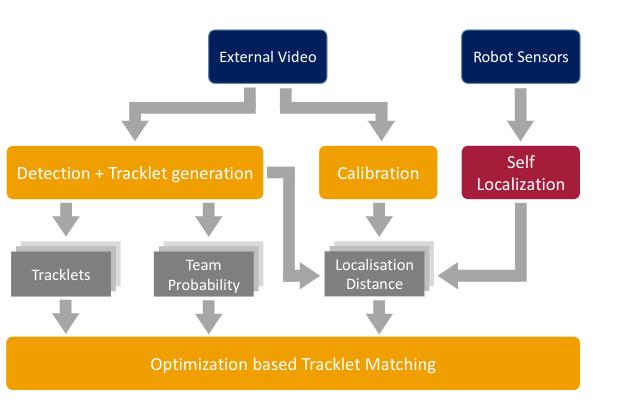 External Video
Robot Sensors
Detection + Tracklet generation
Calibration
Self
Localization
Tracklets
Team
Probability
Localisation
Distance
Optimization based Tracklet Matching